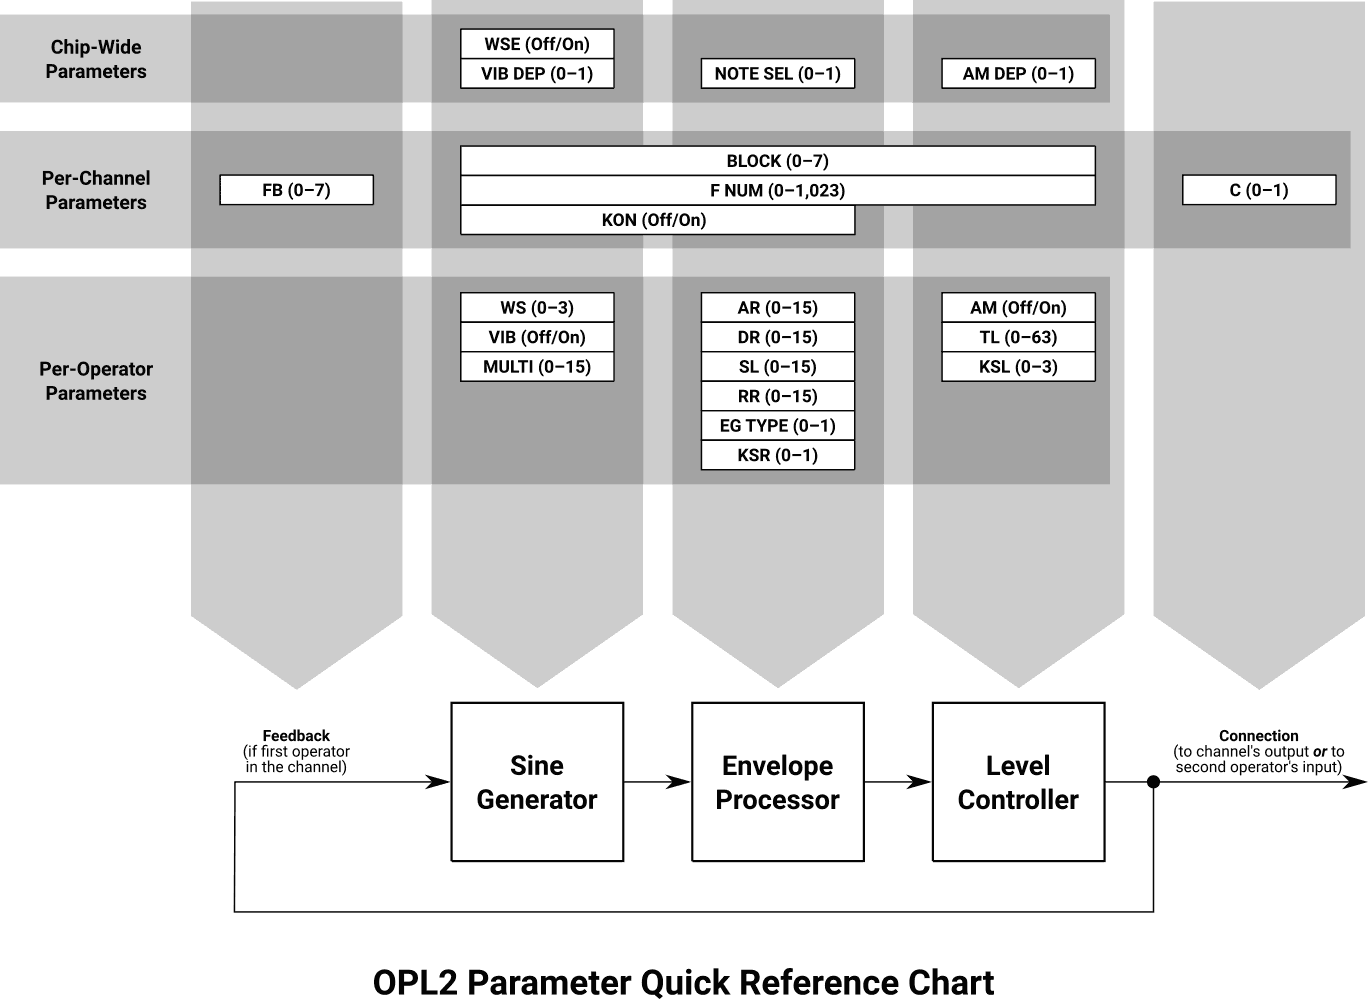 Chip-Wide
Parameters
WSE (Off/On)
VIB DEP (0–1)
NOTE SEL (0–1)
AM DEP (0–1)
Per-Channel
Parameters
FB (0–7)
BLOCK (0–7)
F NUM (0–1,023)
KON (Off/On)
C (0–1)
Per-Operator
Parameters
WS (0–3)
VIB (Off/On)
MULTI (0–15)
AR (0–15)
DR (0–15)
SL (0–15)
RR (0–15)
EG TYPE (0–1)
KSR (0–1)
AM (Off/On)
TL (0–63)
KSL (0–3)
Feedback
(if first operator
in the channel)
Sine
Generator
Envelope
Processor
Level
Controller
Connection
(to channel's output or to
second operator's input)
OPL2 Parameter Quick Reference Chart